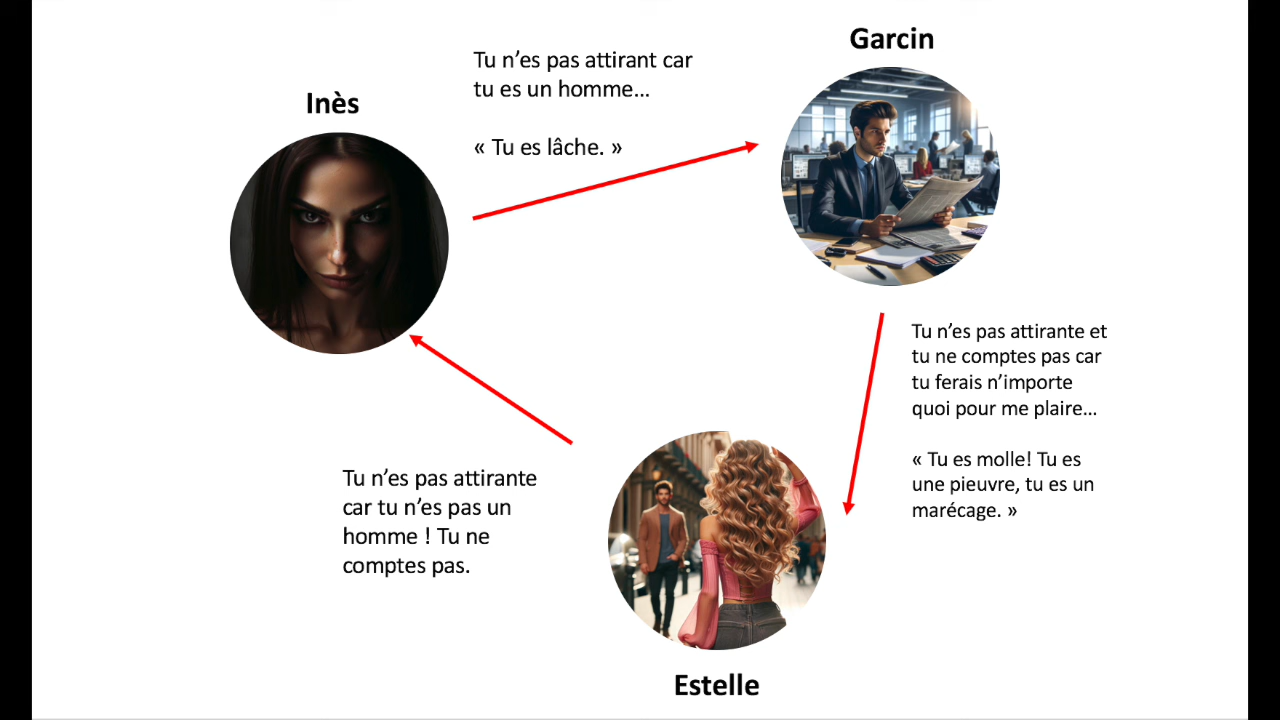 Inès
Tu n’es pas attirant car
tu es un homme…
« Tu es lâche. »
Garcin
Tu n’es pas attirante et
tu ne comptes pas car
tu ferais n’importe
quoi pour me plaire…
« Tu es molle! Tu es
une pieuvre, tu es un
marécage. »
Tu n’es pas attirante
car tu n’es pas un
homme ! Tu ne
comptes pas.
Estelle